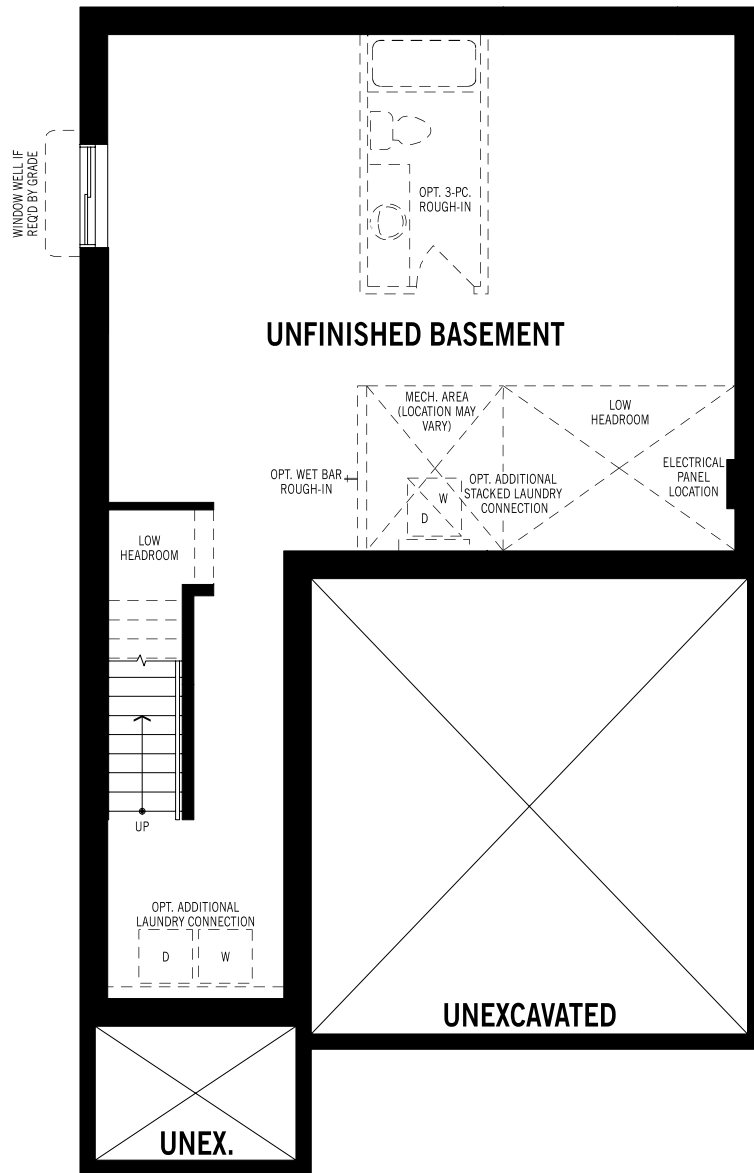 WINDOW WELL IF
REQ'D BY GRADE
OPT. 3-PC.
ROUGH-IN
UNFINISHED BASEMENT
MECH. AREA
(LOCATION MAY
VARY)
LOW
HEADROOM
OPT. WET BAR
ROUGH-IN
W
D
OPT. ADDITIONAL
STACKED LAUNDRY
CONNECTION
ELECTRICAL
PANEL
LOCATION
LOW
HEADROOM
UP
OPT. ADDITIONAL
LAUNDRY CONNECTION
D
W
UNEXCAVATED
UNEX.